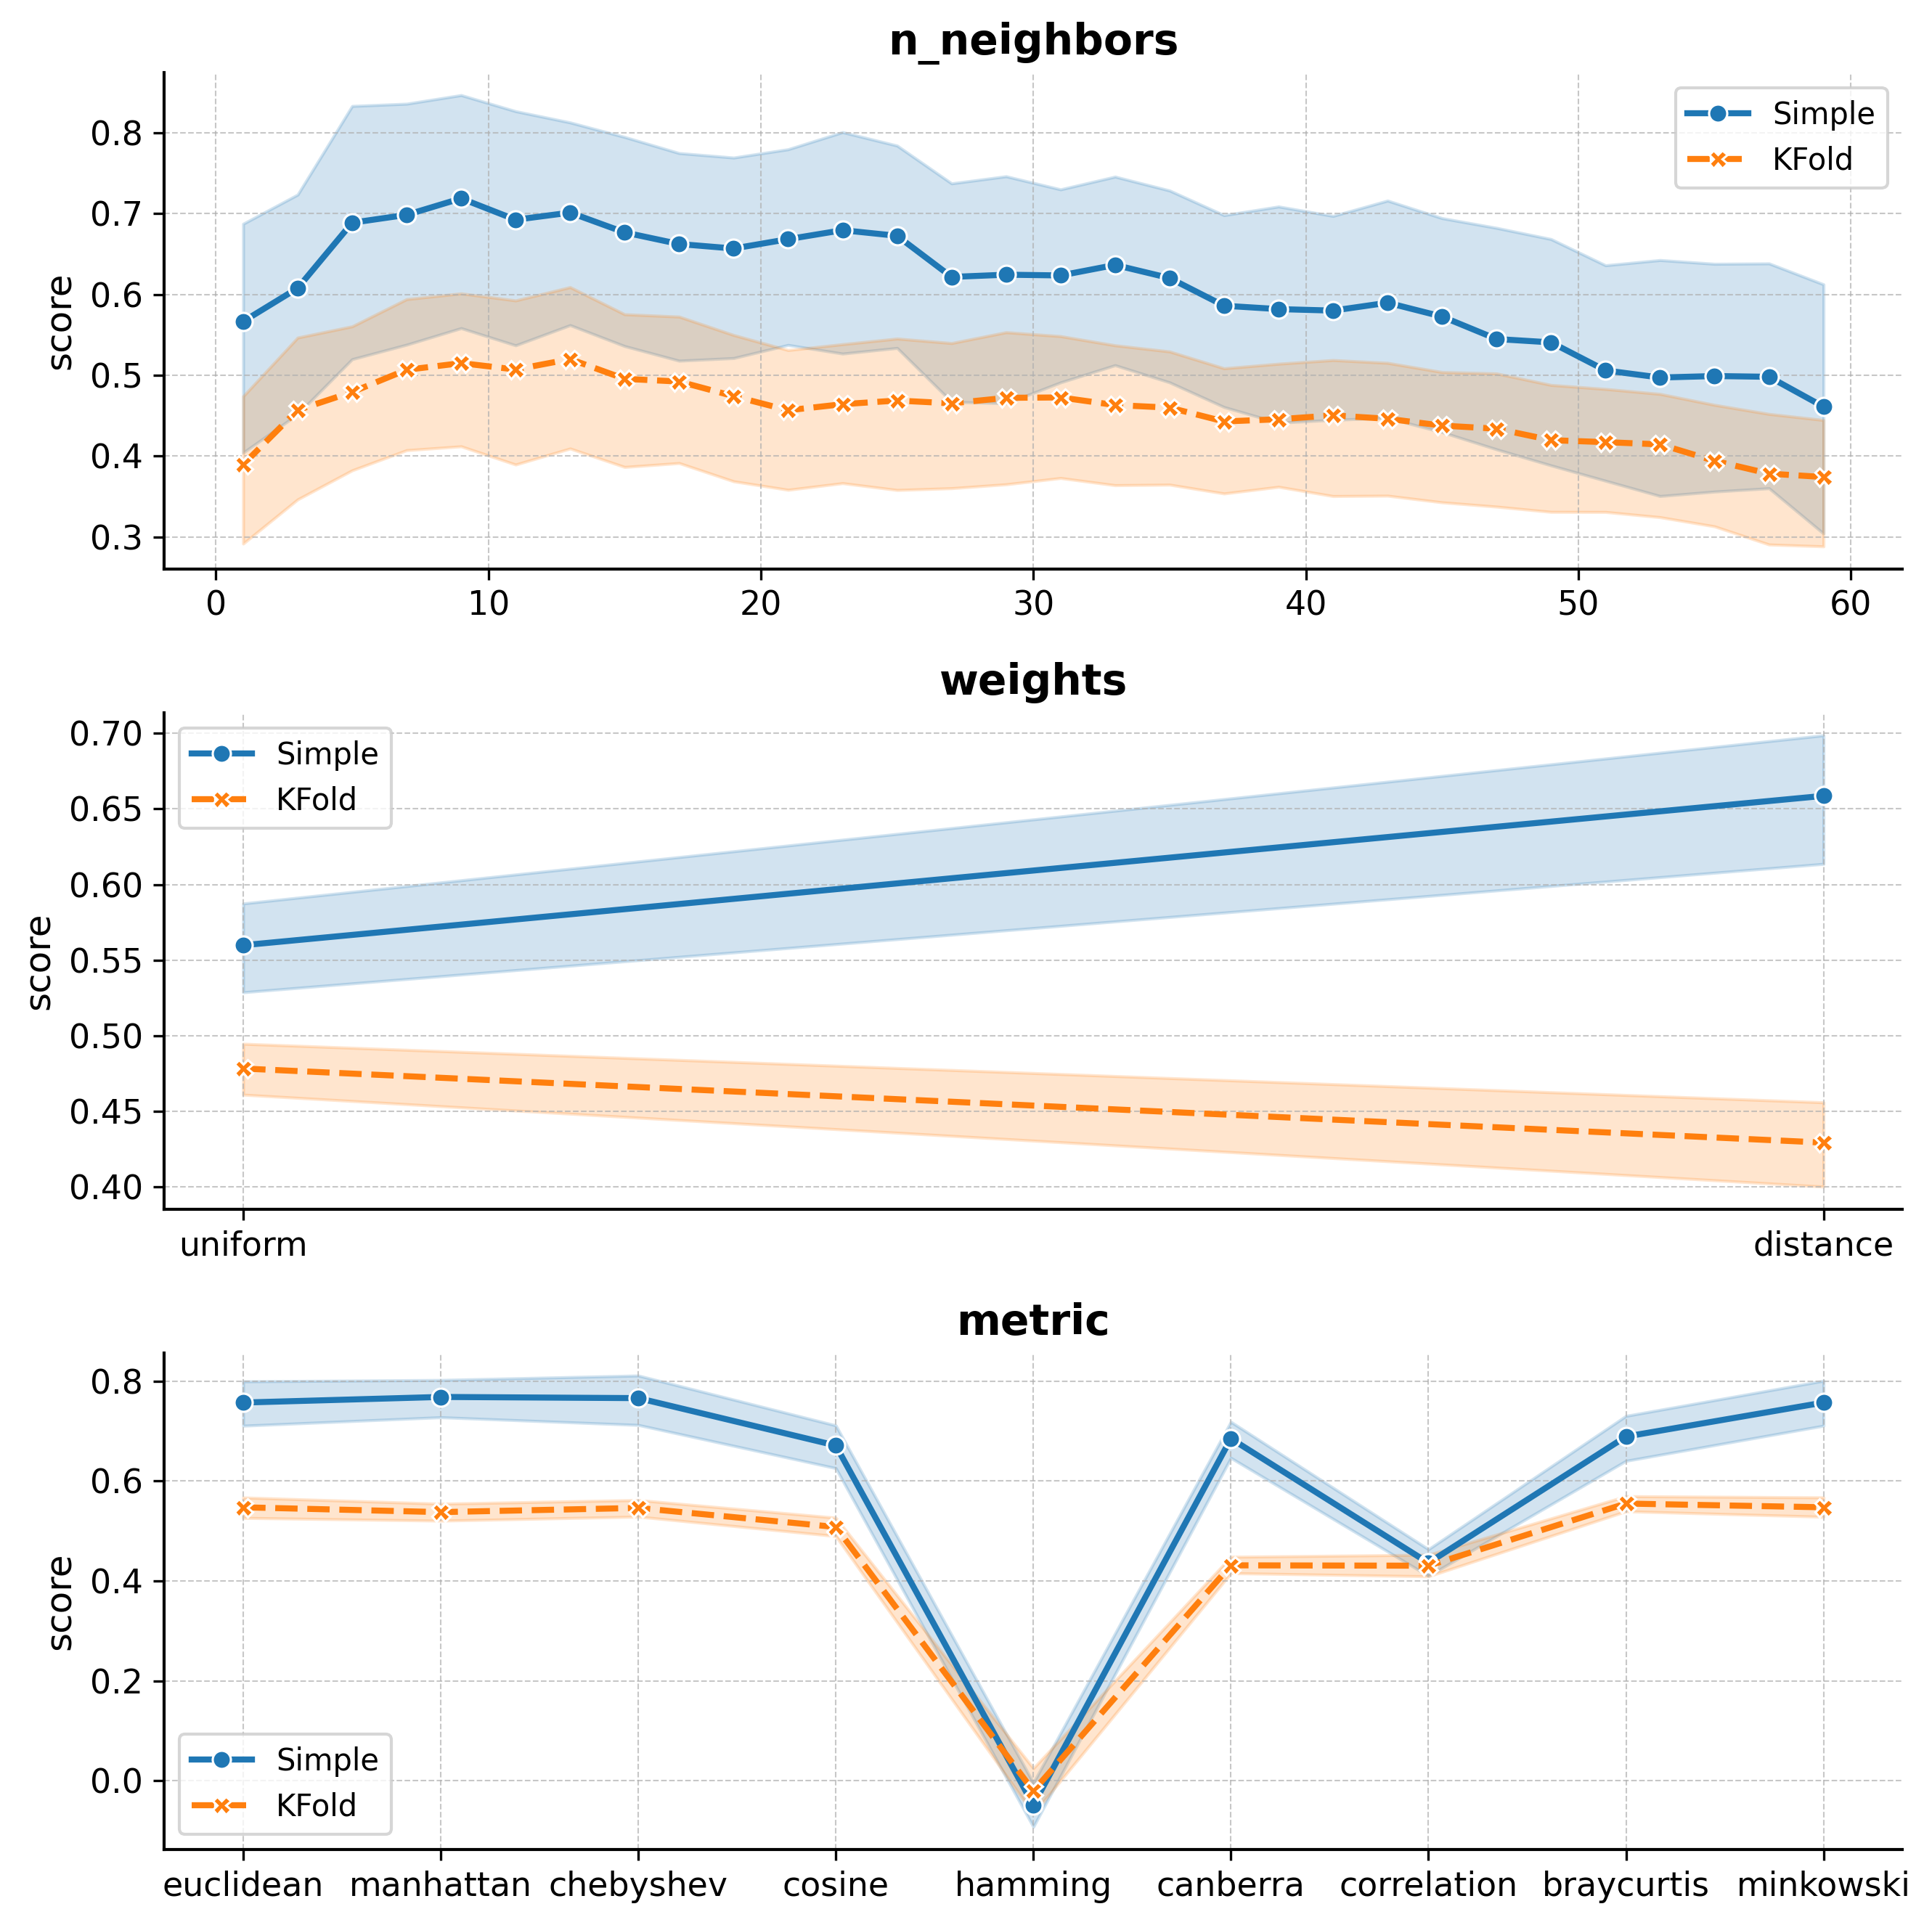 n_neighbors
score
0.8
0.7
0.6
0.5
0.4
0.3
0 10 20 30 40 50 60
Simple
KFold
weights
score
0.70
0.65
0.60
0.55
0.50
0.45
0.40
uniform distance
Simple
KFold
metric
score
0.8
0.6
0.4
0.2
0.0
euclidean manhattan chebyshev cosine hamming canberra correlation braycurtis minkowski
Simple
KFold